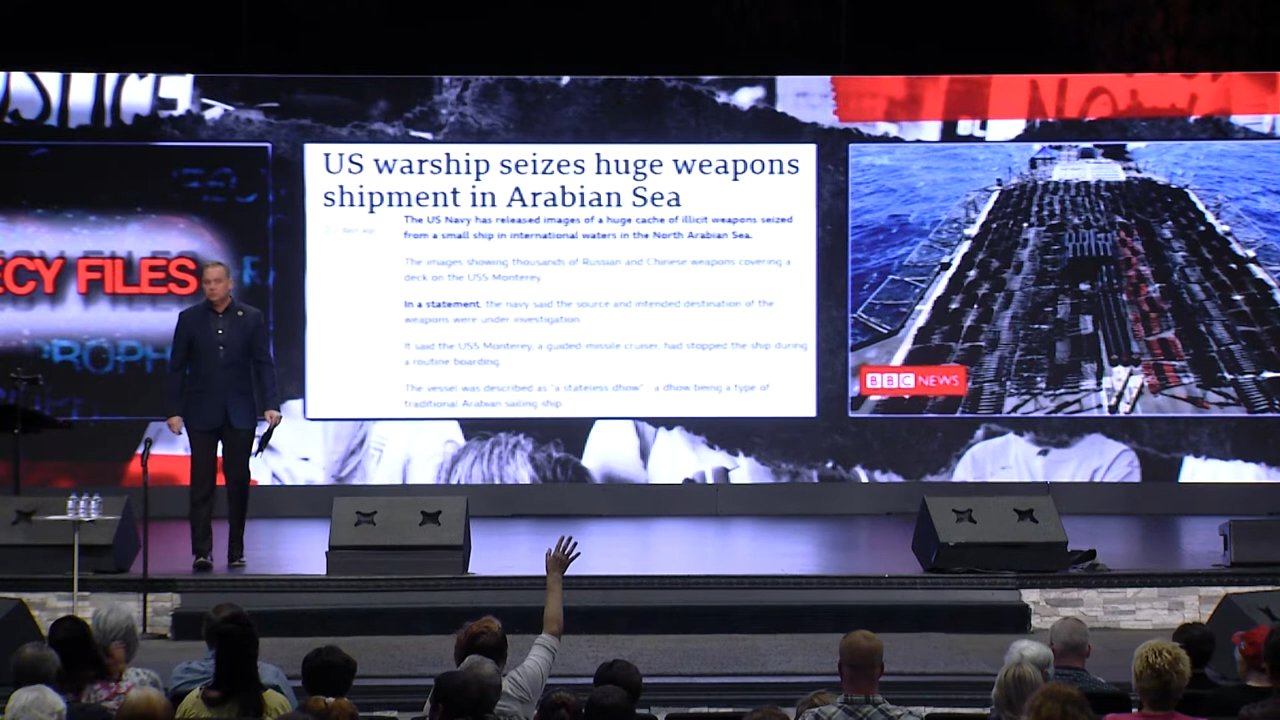 USTICE
NOW
US warship seizes huge weapons
shipment in Arabian Sea
The US Navy has released images of a huge cache of illicit weapons seized
from a small ship in international waters in the North Arabian Sea.
The images showing thousands of Russian and Chinese weapons covering a
deck on the USS Monterey.
In a statement, the navy said the source and intended destination of the
weapons were under investigation.
It said the USS Monterey, a guided-missile cruiser, had stopped the ship during
a routine boarding.
The vessel was described as "a stateless dhow" - a dhow being a type of
traditional Arabian sailing ship.
ECY FILES
PROPH
BBC NEWS